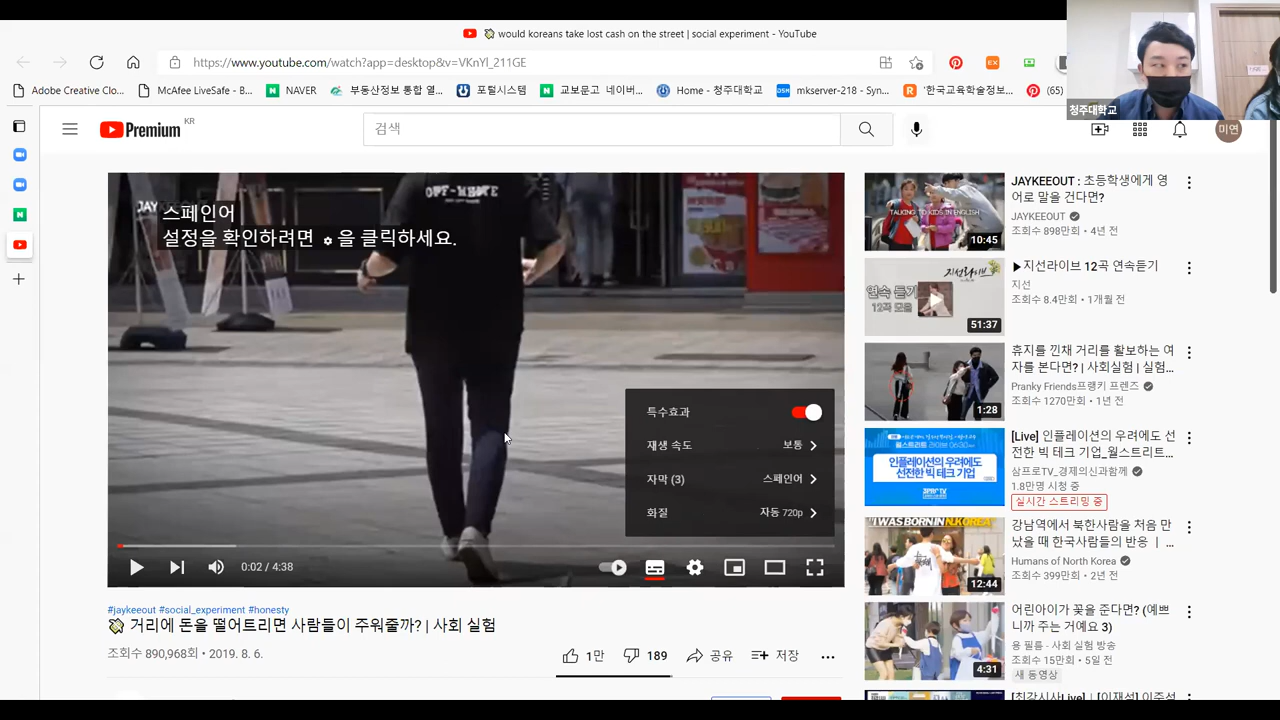 would koreans take lost cash on the street | social experiment - YouTube
https://www.youtube.com/watch?app=desktop&v=VKnYl_211GE
Adobe Creative Clo...
McAfee LiveSafe - B...
NAVER
부동산정보 통합 열...
포털시스템
교보문고 네이버...
Home - 청주대학교
mkserver-218 - Syn...
'한국교육학술정보...
(65)
청주대학교
Premium KR
검색
미연
OFF-WHITE
스페인어
설정을 확인하려면 을 클릭하세요.
특수효과
재생 속도 보통
자막 (3) 스페인어
화질 자동 720p
0:02 / 4:38
#jaykeeout #social_experiment #honesty
거리에 돈을 떨어트리면 사람들이 주워줄까? | 사회 실험
조회수 890,968회 • 2019. 8. 6.
1만
189
공유
저장
TALKING TO KIDS IN ENGLISH
10:45
JAYKEEOUT : 초등학생에게 영
어로 말을 건다면?
JAYKEEOUT
조회수 898만회 • 4년 전
지선라이브
연속 듣기
12곡 모음
51:37
▶지선라이브 12곡 연속듣기
지선
조회수 8.4만회 • 1개월 전
1:28
휴지를 낀채 거리를 활보하는 여
자를 본다면? | 사회실험 | 실험...
Pranky Friends프랭키 프렌즈
조회수 1270만회 • 1년 전
인플레이션의 우려에도
선전한 빅 테크 기업
[Live] 인플레이션의 우려에도 선
전한 빅 테크 기업_월스트리트...
삼프로TV_경제의신과함께
1.8만명 시청 중
실시간 스트리밍 중
"I WAS BORN IN N.KOREA"
12:44
강남역에서 북한사람을 처음 만
났을 때 한국사람들의 반응 ㅣ ...
Humans of North Korea
조회수 399만회 • 2년 전
4:31
어린아이가 꽃을 준다면? (예쁘
니까 주는 거예요 3)
용 필름 - 사회 실험 방송
조회수 15만회 • 5일 전
새 동영상